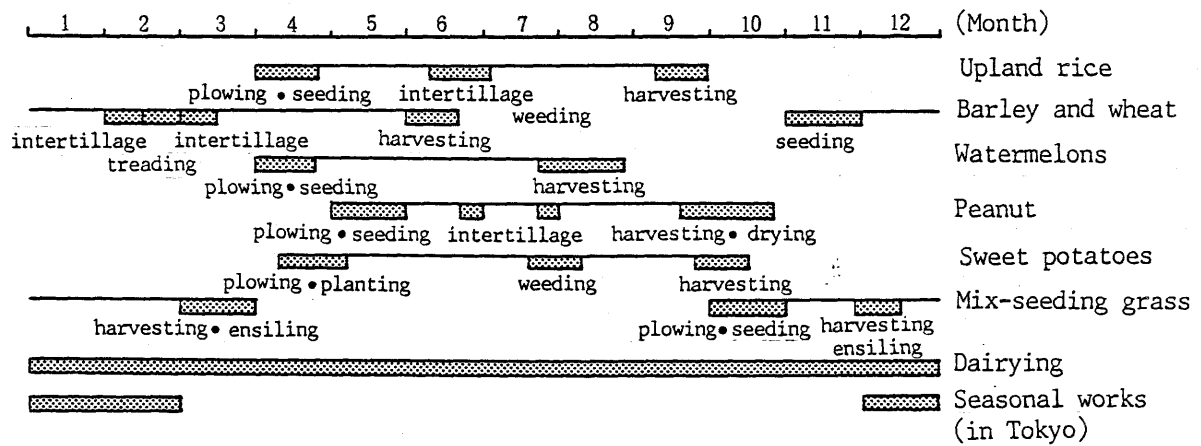 1 2 3 4 5 6 7 8 9 10 11 12 (Month)
Upland rice
plowing • seeding intertillage harvesting
weeding
Barley and wheat
intertillage intertillage harvesting seeding
treading
Watermelons
plowing • seeding harvesting
Peanut
plowing • seeding intertillage harvesting • drying
Sweet potatoes
plowing • planting weeding harvesting
Mix-seeding grass
harvesting • ensiling plowing • seeding harvesting
ensiling
Dairying
Seasonal works
(in Tokyo)